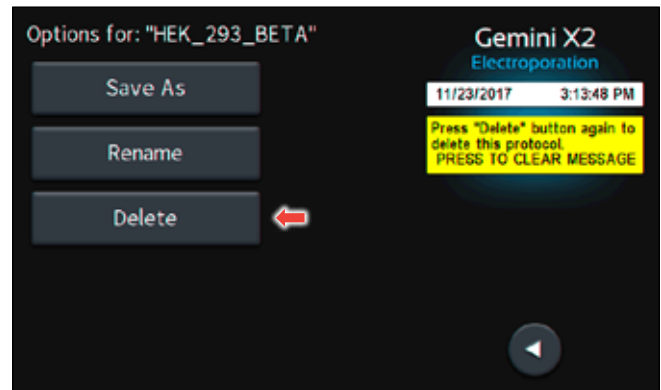 Options for: "HEK_293_BETA"
Save As
Rename
Delete
Gemini X2
Electroporation
11/23/2017 3:13:48 PM
Press "Delete" button again to
delete this protocol.
PRESS TO CLEAR MESSAGE